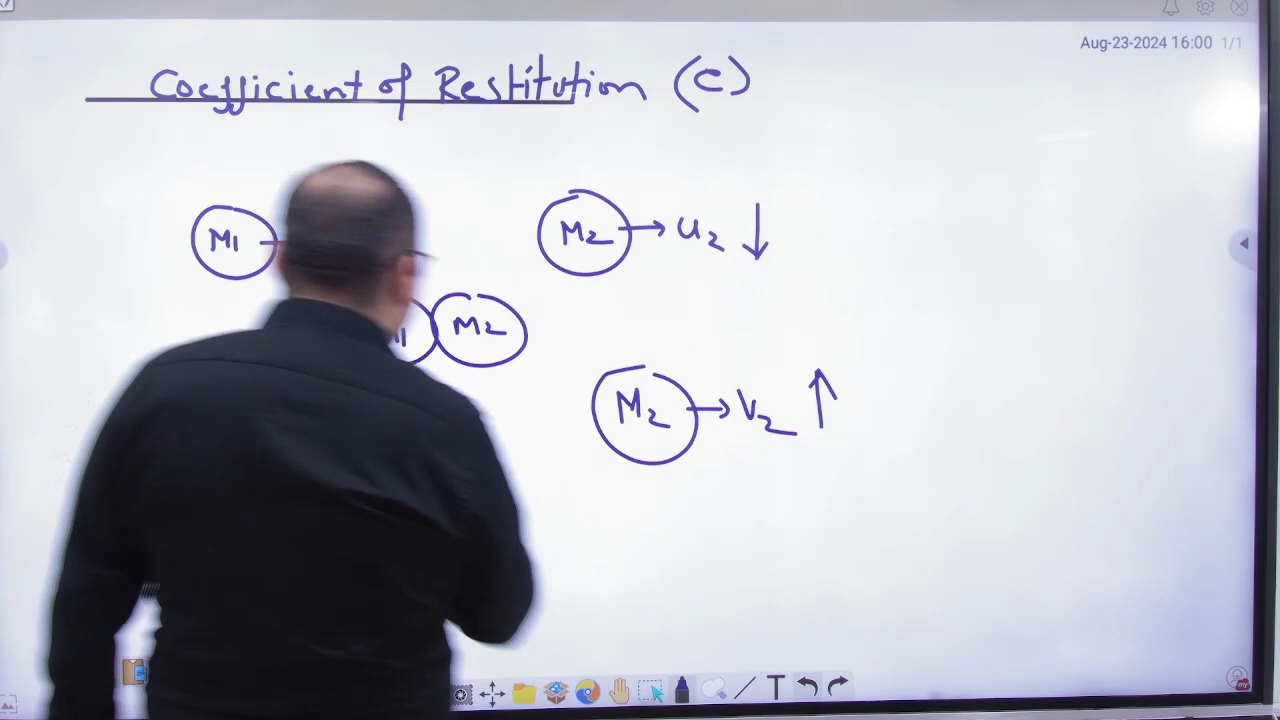 Aug-23-2024 16:00 1/1
Coefficient of Restitution (e)
M1 M2 → u2 ↓
M2
M2 → V2 ↑